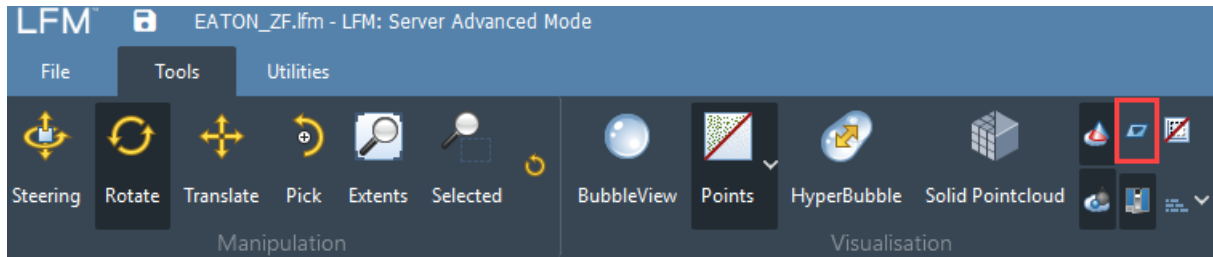 LFM™ EATON_ZF.lfm - LFM: Server Advanced Mode
File Tools Utilities
Steering Rotate Translate Pick Extents Selected BubbleView Points HyperBubble Solid Pointcloud
Manipulation Visualisation